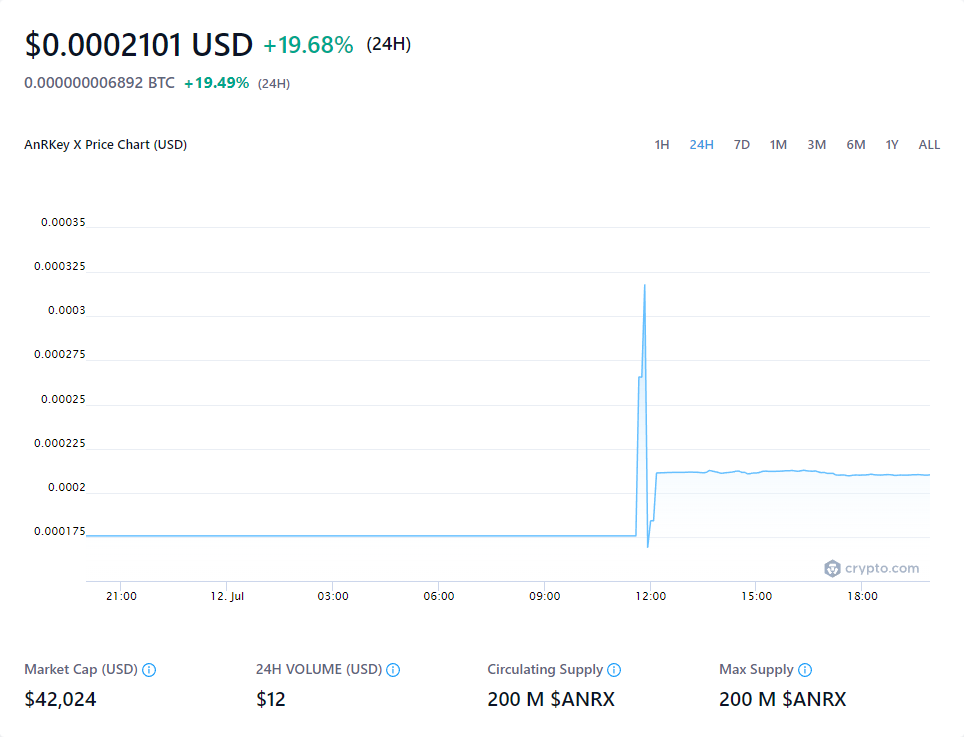 $0.0002101 USD +19.68% (24H)
0.000000006892 BTC +19.49% (24H)
AnRKey X Price Chart (USD) 1H 24H 7D 1M 3M 6M 1Y ALL
0.00035
0.000325
0.0003
0.000275
0.00025
0.000225
0.0002
0.000175
crypto.com
21:00 12. Jul 03:00 06:00 09:00 12:00 15:00 18:00
Market Cap (USD) 24H VOLUME (USD) Circulating Supply Max Supply
$42,024 $12 200 M $ANRX 200 M $ANRX